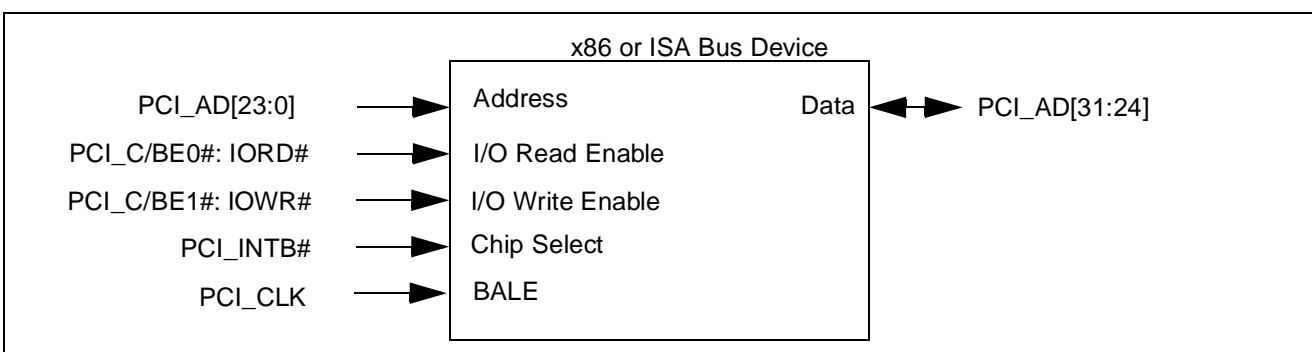 x86 or ISA Bus Device
PCI_AD[23:0] Address Data PCI_AD[31:24]
PCI_C/BE0#: IORD# I/O Read Enable
PCI_C/BE1#: IOWR# I/O Write Enable
PCI_INTB# Chip Select
PCI_CLK BALE